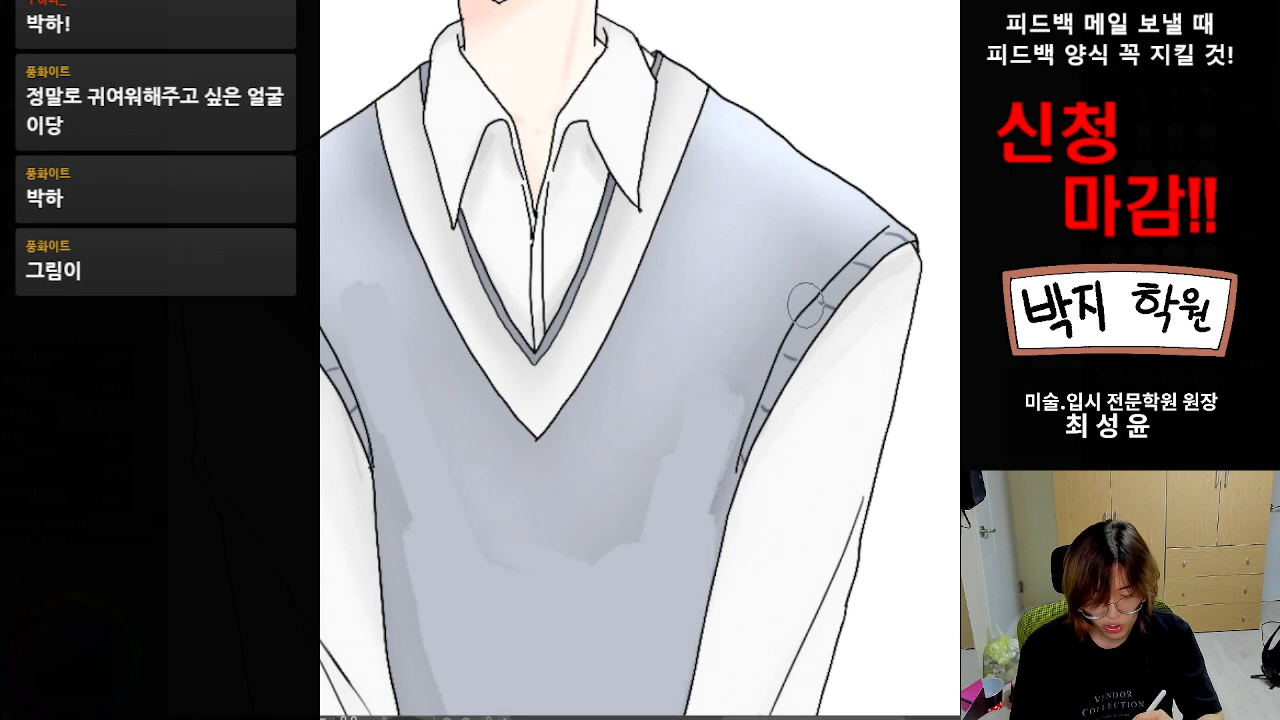 박하!
풍화이트
정말로 귀여워해주고 싶은 얼굴
이당
풍화이트
박하
풍화이트
그림이
피드백 메일 보낼 때
피드백 양식 꼭 지킬 것!
신청
마감!!
박지 학원
미술.입시 전문학원 원장
최성윤
VENDOR
COLLECTION